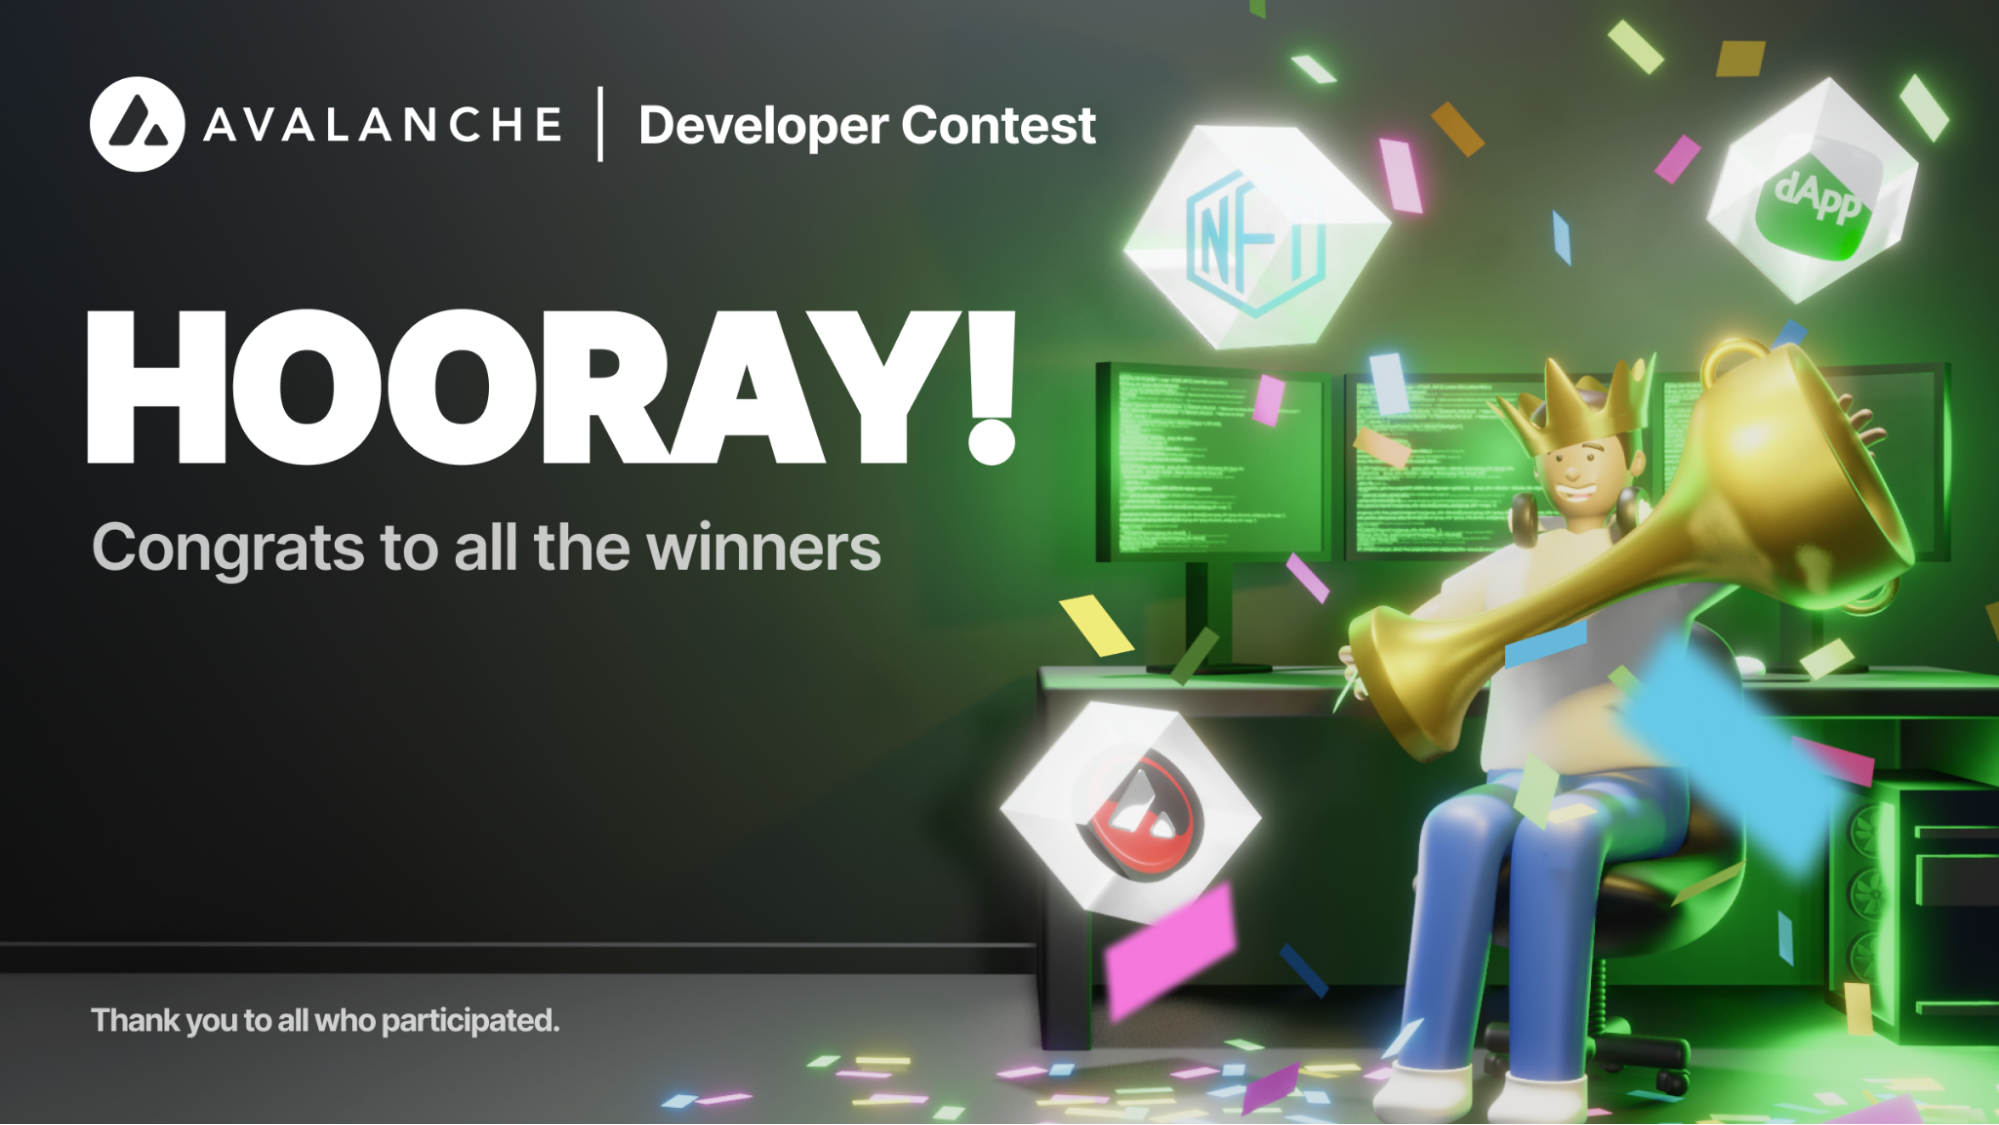 AVALANCHE | Developer Contest
NFT
dApp
HOORAY!
Congrats to all the winners
Thank you to all who participated.